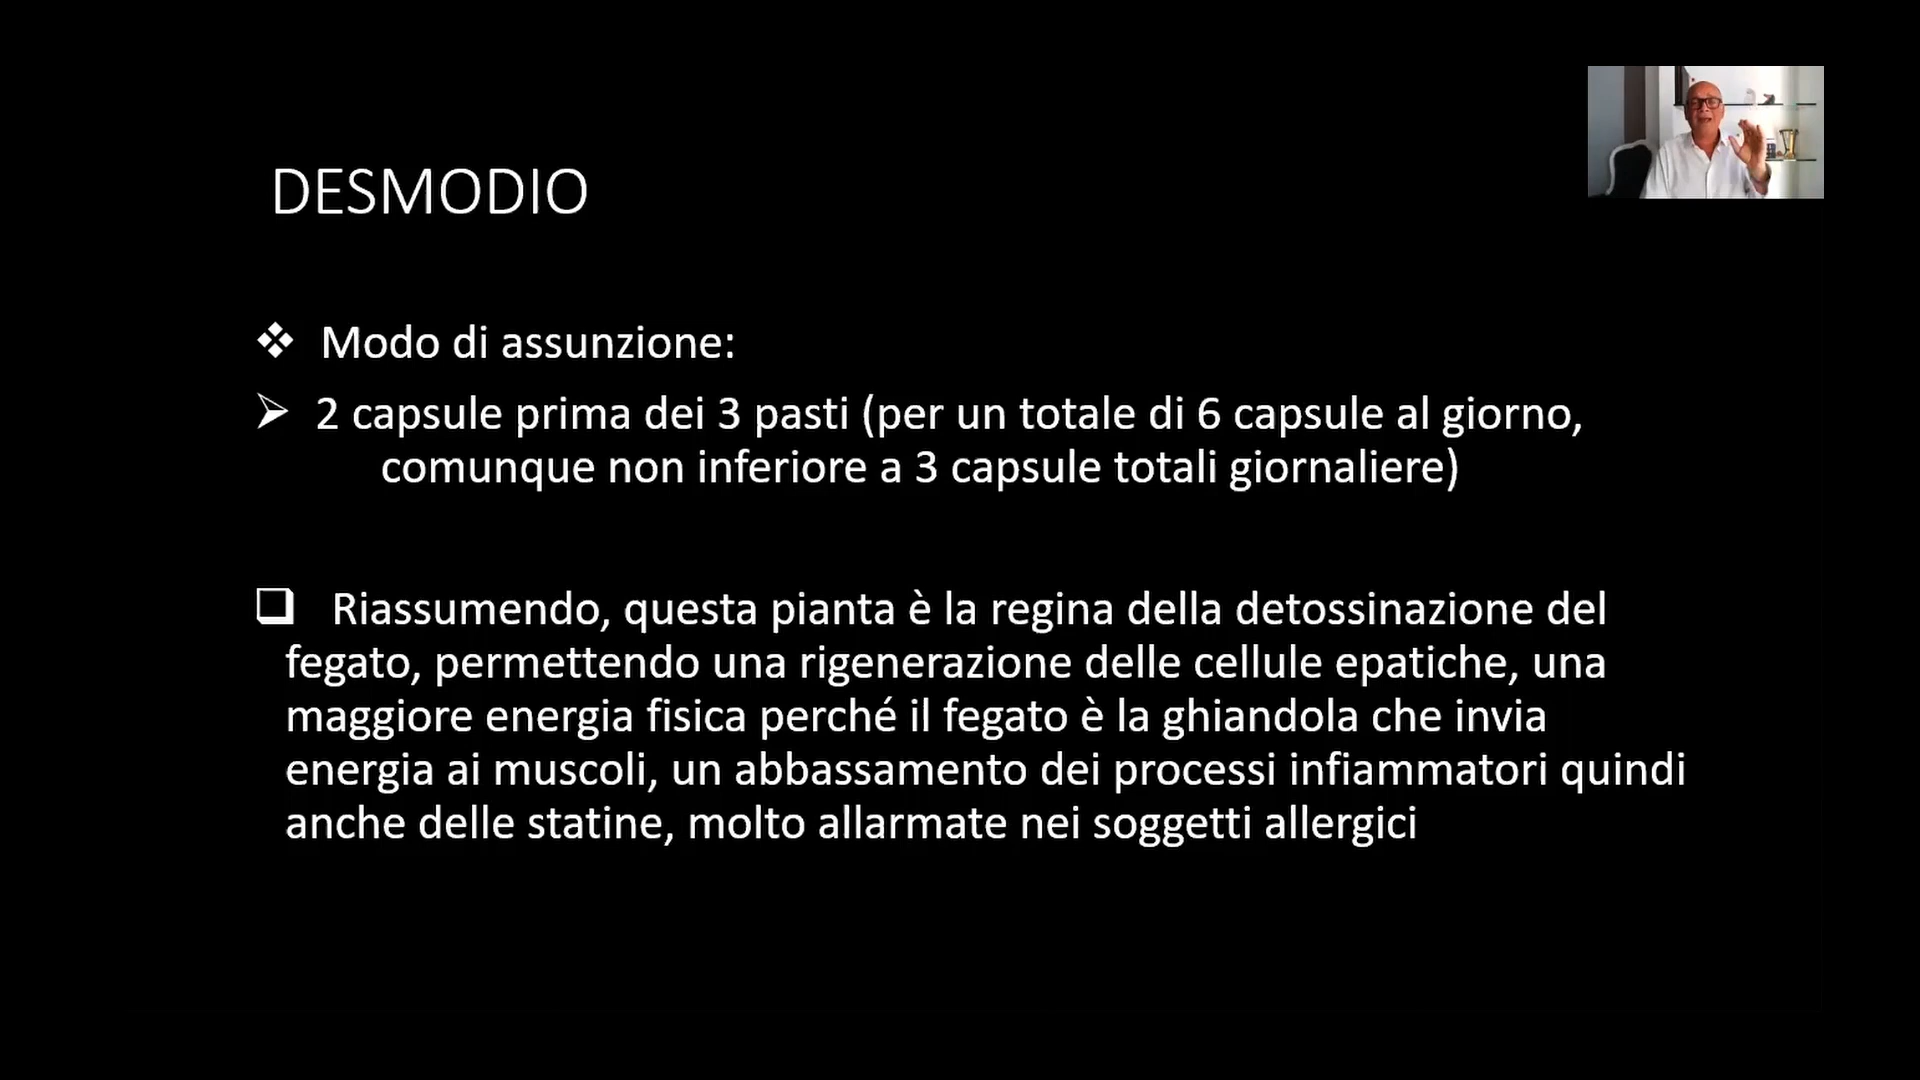 DESMODIO
❖ Modo di assunzione:
➢ 2 capsule prima dei 3 pasti (per un totale di 6 capsule al giorno,
comunque non inferiore a 3 capsule totali giornaliere)
❑ Riassumendo, questa pianta è la regina della detossinazione del
fegato, permettendo una rigenerazione delle cellule epatiche, una
maggiore energia fisica perché il fegato è la ghiandola che invia
energia ai muscoli, un abbassamento dei processi infiammatori quindi
anche delle statine, molto allarmate nei soggetti allergici